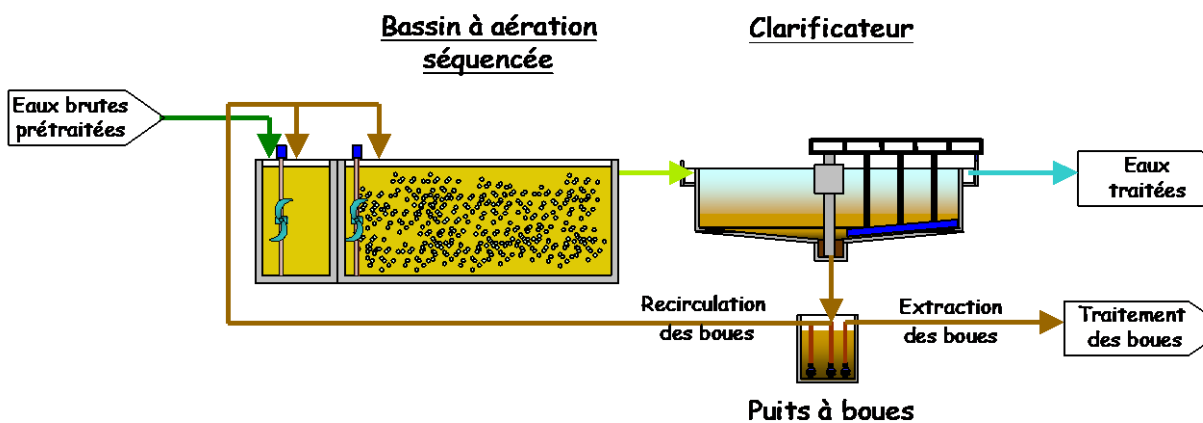 Bassin à aération
séquencée
Clarificateur
Eaux brutes
prétraitées
Eaux
traitées
Recirculation
des boues
Extraction
des boues
Traitement
des boues
Puits à boues